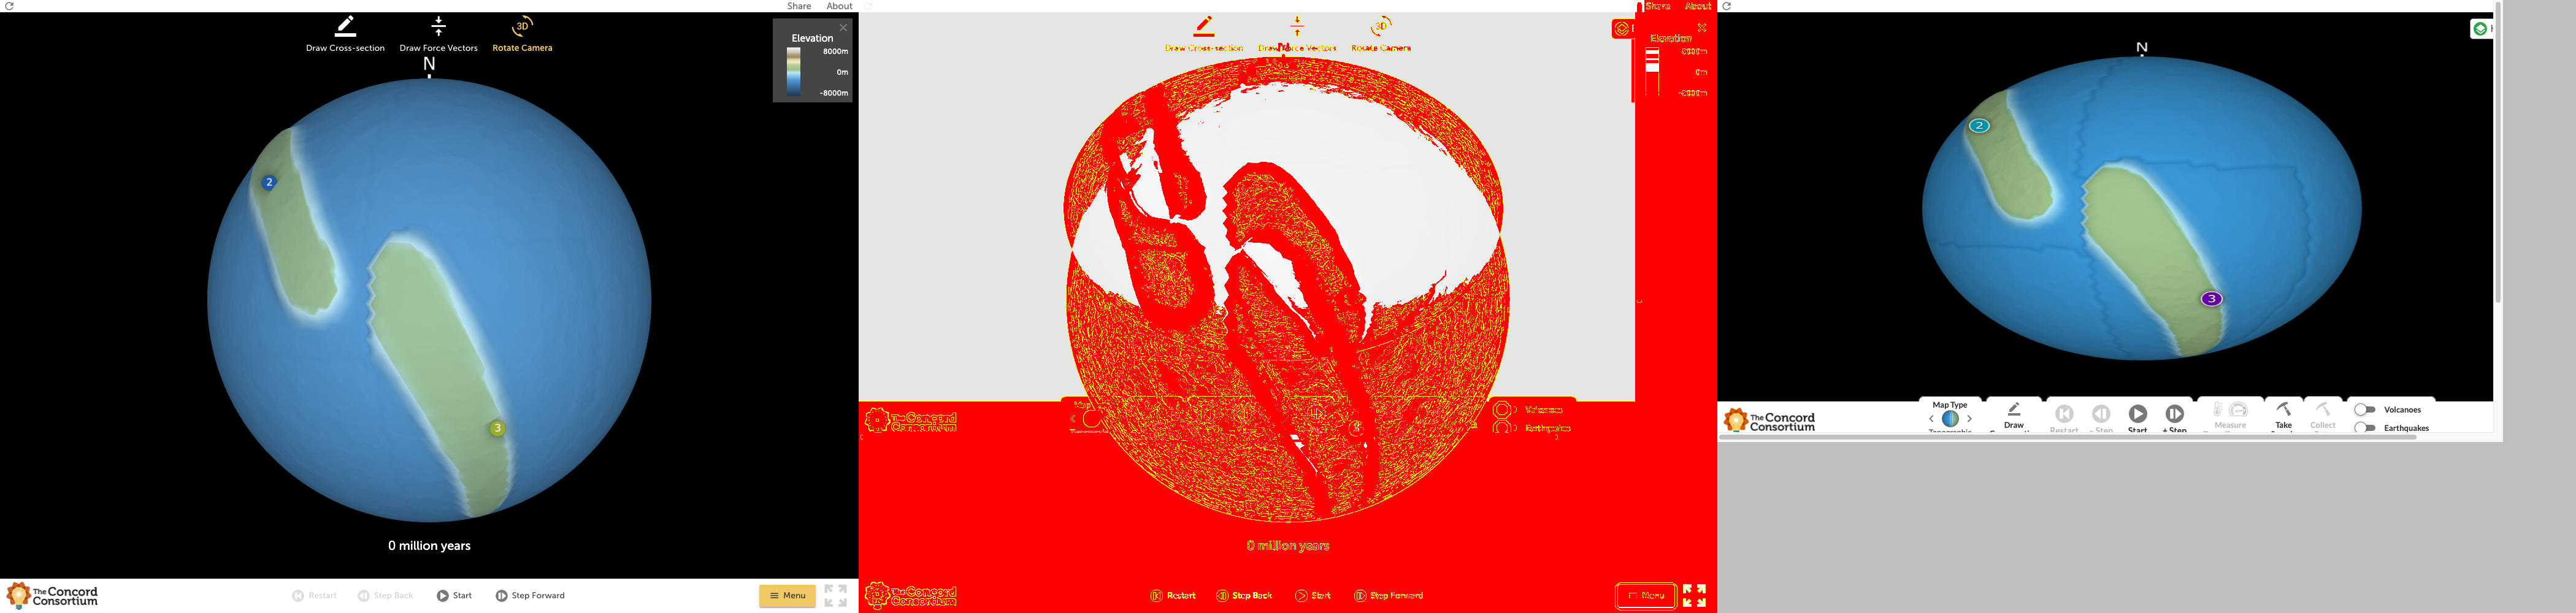 Share About
Draw Cross-section Draw Force Vectors 3D Rotate Camera
Elevation
8000m
0m
-8000m
N
2
3
0 million years
The Concord
Consortium
Restart Step Back Start Step Forward Menu
Share About
Draw Cross-section Draw Force Vectors 3D Rotate Camera
Elevation
0m
The Concord
Consortium
Volcanoes
Earthquakes
0 million years
The Concord
Consortium
Restart Step Back Start Step Forward Menu
N
2
3
The Concord
Consortium
Map Type
Draw
Restart - Step Start + Step
Measure
Take
Collect
Volcanoes
Earthquakes